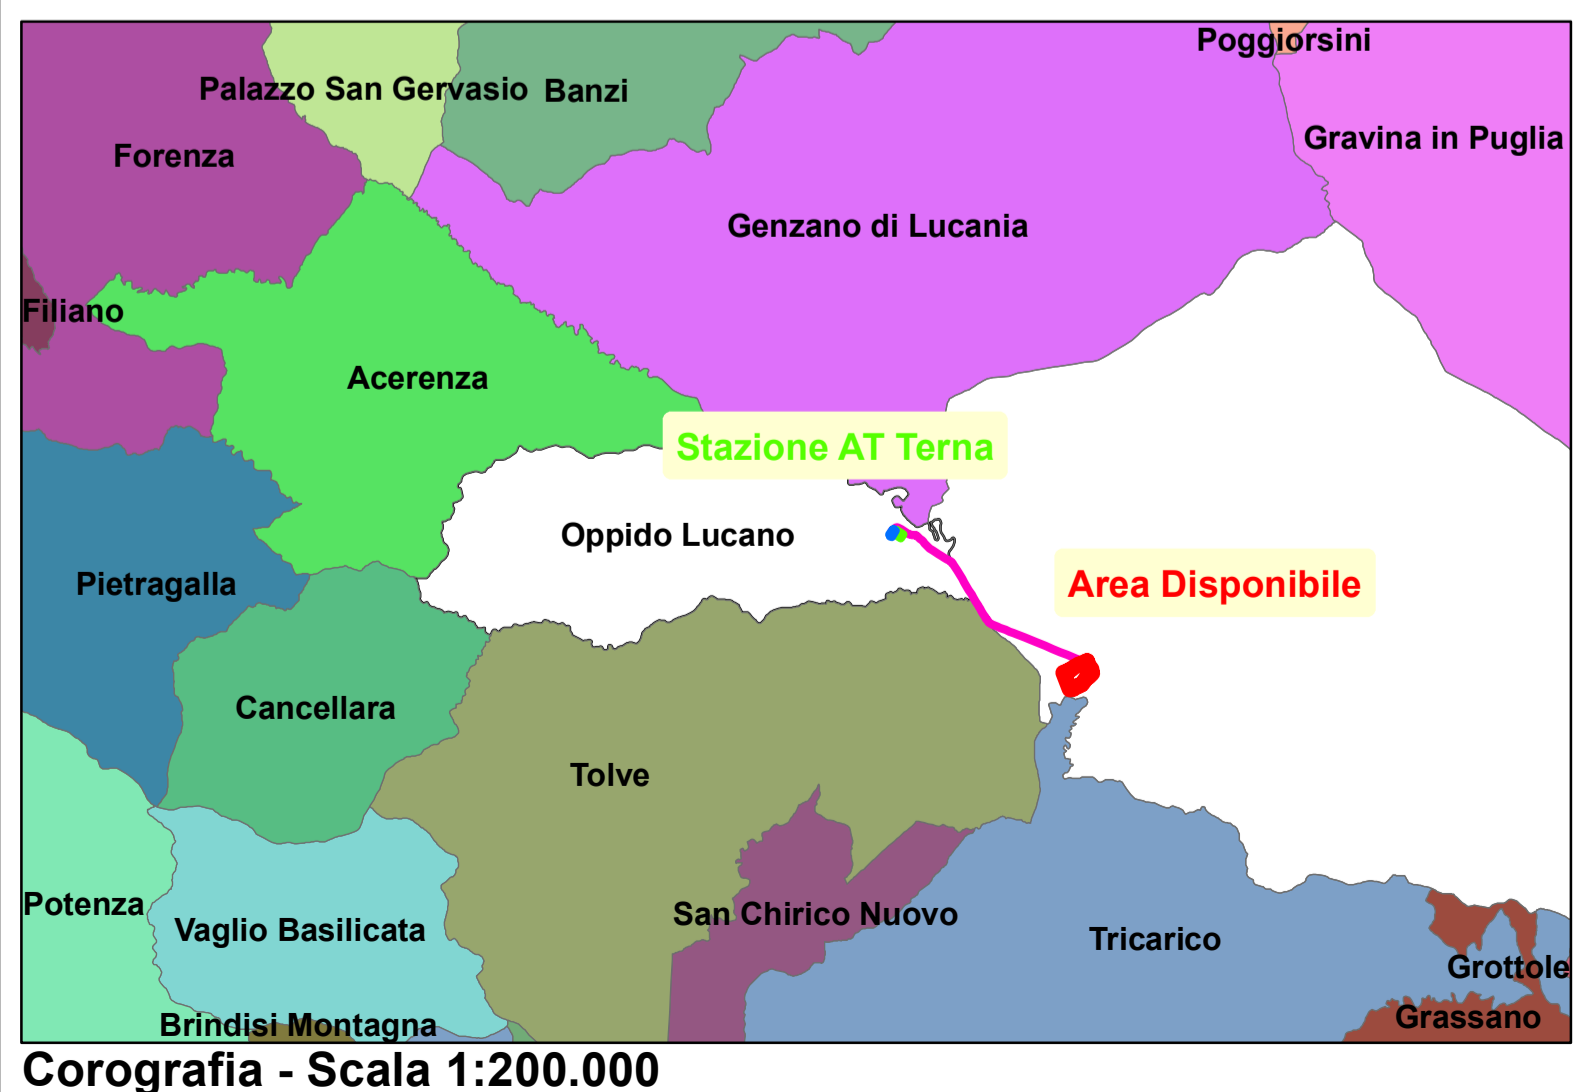 Poggiorsini
Palazzo San Gervasio
Banzi
Gravina in Puglia
Forenza
Genzano di Lucania
Filiano
Acerenza
Stazione AT Terna
Oppido Lucano
Pietragalla
Area Disponibile
Cancellara
Tolve
Potenza
San Chirico Nuovo
Vaglio Basilicata
Tricarico
Grottole
Grassano
Brindisi Montagna
Corografia - Scala 1:200.000